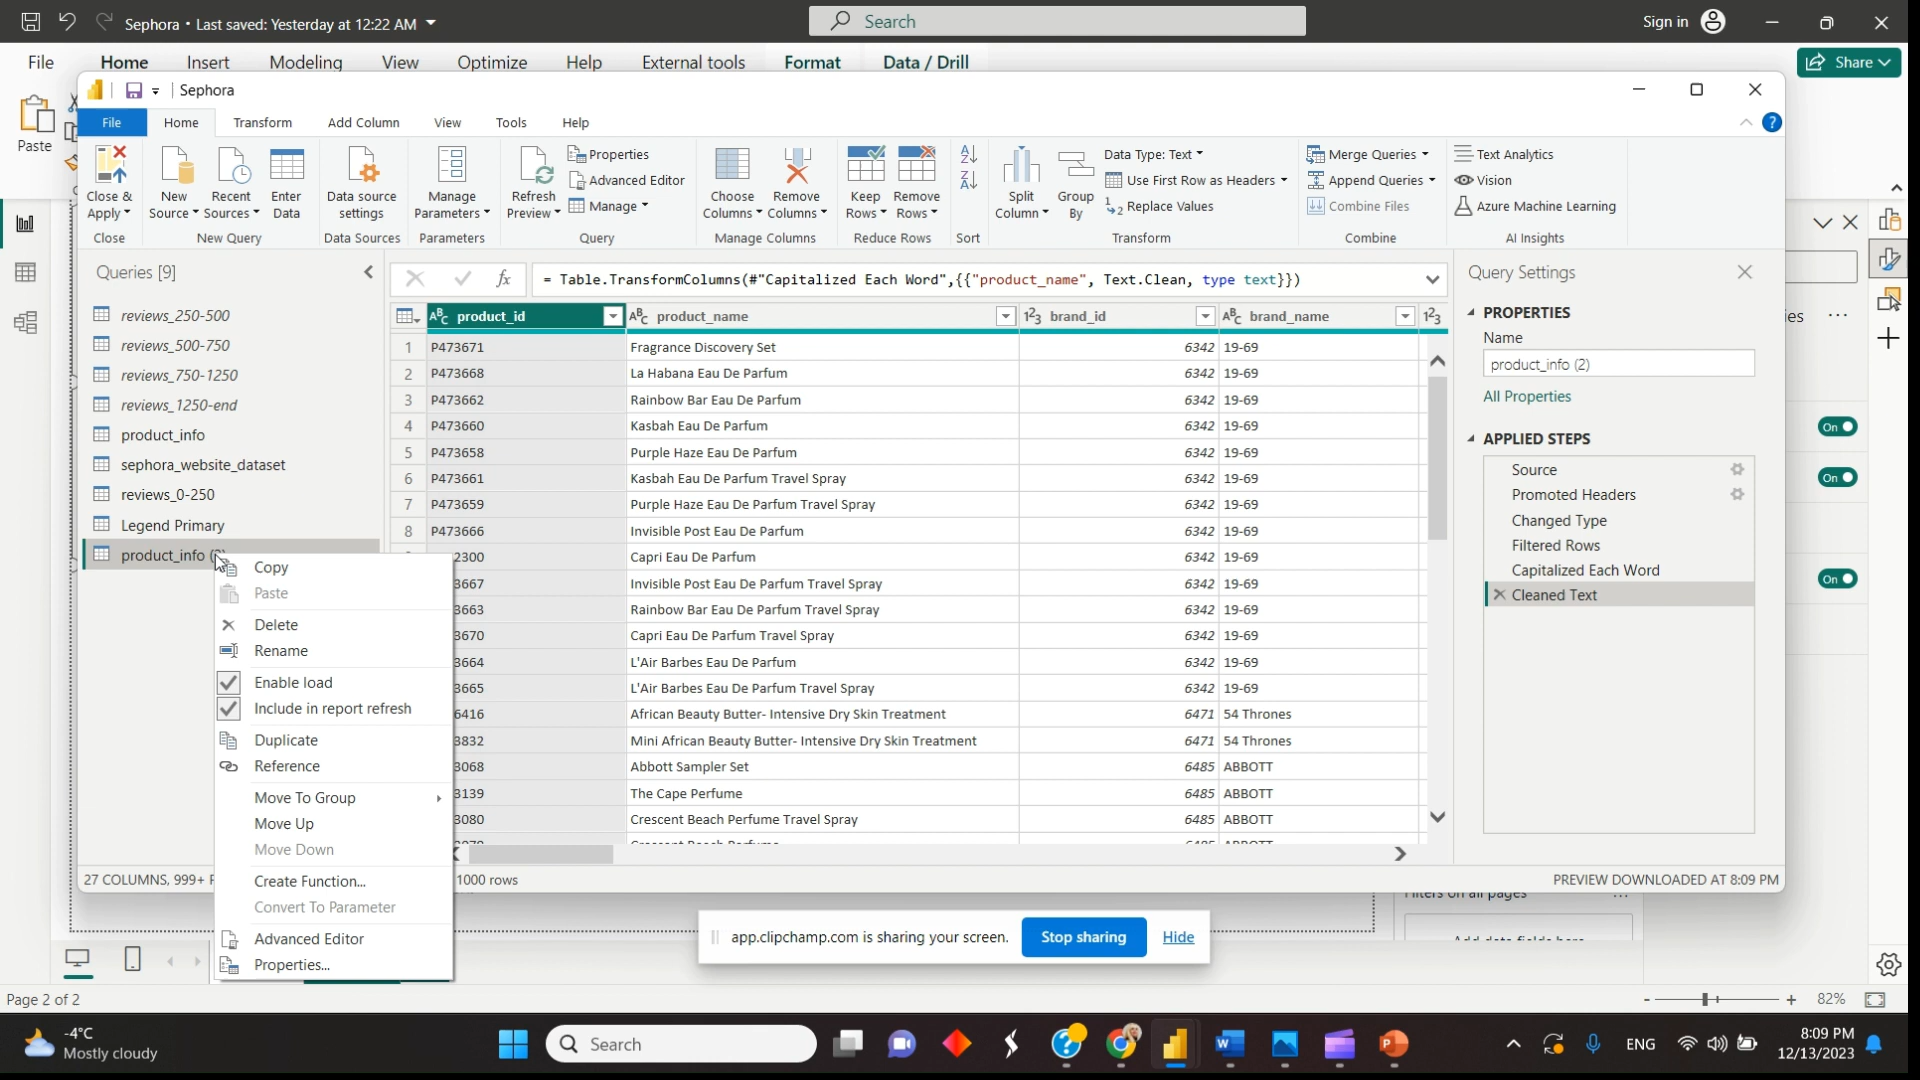 Sephora • Last saved: Yesterday at 12:22 AM
Search
Sign in
File Home Insert Modeling View Optimize Help External tools Format Data / Drill
Share
Paste
Sephora
File Home Transform Add Column View Tools Help
Close & Apply
New Source
Recent Sources
Enter Data
Data source settings
Manage Parameters
Refresh Preview
Properties
Advanced Editor
Manage
Choose Columns
Remove Columns
Keep Rows
Remove Rows
Split Column
Group By
Data Type: Text
Use First Row as Headers
Replace Values
Merge Queries
Append Queries
Combine Files
Text Analytics
Vision
Azure Machine Learning
Close New Query Data Sources Parameters Query Manage Columns Reduce Rows Sort Transform Combine AI Insights
Queries [9]
reviews_250-500
reviews_500-750
reviews_750-1250
reviews_1250-end
product_info
sephora_website_dataset
reviews_0-250
Legend Primary
product_info
Copy
Paste
Delete
Rename
Enable load
Include in report refresh
Duplicate
Reference
Move To Group
Move Up
Move Down
Create Function...
Convert To Parameter
Advanced Editor
Properties...
= Table.TransformColumns(#"Capitalized Each Word",{{"product_name", Text.Clean, type text}})
product_id product_name brand_id brand_name
1 P473671 Fragrance Discovery Set 6342 19-69
2 P473668 La Habana Eau De Parfum 6342 19-69
3 P473662 Rainbow Bar Eau De Parfum 6342 19-69
4 P473660 Kasbah Eau De Parfum 6342 19-69
5 P473658 Purple Haze Eau De Parfum 6342 19-69
6 P473661 Kasbah Eau De Parfum Travel Spray 6342 19-69
7 P473659 Purple Haze Eau De Parfum Travel Spray 6342 19-69
8 P473666 Invisible Post Eau De Parfum 6342 19-69
2300 Capri Eau De Parfum 6342 19-69
3667 Invisible Post Eau De Parfum Travel Spray 6342 19-69
3663 Rainbow Bar Eau De Parfum Travel Spray 6342 19-69
3670 Capri Eau De Parfum Travel Spray 6342 19-69
3664 L'Air Barbes Eau De Parfum 6342 19-69
3665 L'Air Barbes Eau De Parfum Travel Spray 6342 19-69
6416 African Beauty Butter- Intensive Dry Skin Treatment 6471 54 Thrones
3832 Mini African Beauty Butter- Intensive Dry Skin Treatment 6471 54 Thrones
3068 Abbott Sampler Set 6485 ABBOTT
3139 The Cape Perfume 6485 ABBOTT
3080 Crescent Beach Perfume Travel Spray 6485 ABBOTT
27 COLUMNS, 999+
1000 rows
PREVIEW DOWNLOADED AT 8:09 PM
Query Settings
PROPERTIES
Name
product_info (2)
All Properties
APPLIED STEPS
Source
Promoted Headers
Changed Type
Filtered Rows
Capitalized Each Word
Cleaned Text
On
On
On
Filters on all pages
app.clipchamp.com is sharing your screen.
Stop sharing
Hide
Page 2 of 2
82%
-4°C
Mostly cloudy
Search
ENG
8:09 PM
12/13/2023